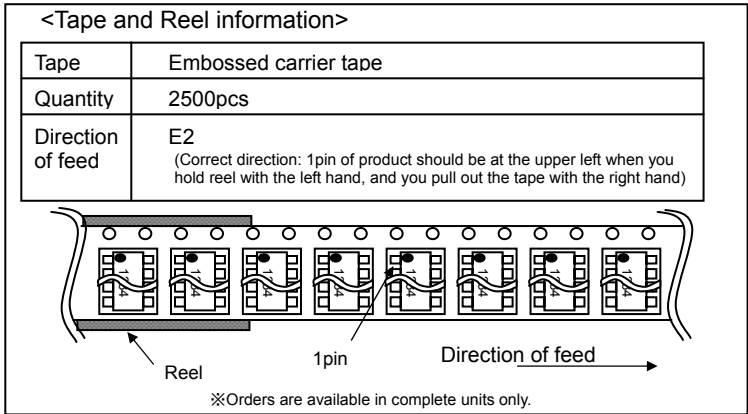 <Tape and Reel information>
Tape Embossed carrier tape
Quantity 2500pcs
Direction of feed E2
(Correct direction: 1pin of product should be at the upper left when you
hold reel with the left hand, and you pull out the tape with the right hand)
Reel
1pin
Direction of feed
※Orders are available in complete units only.